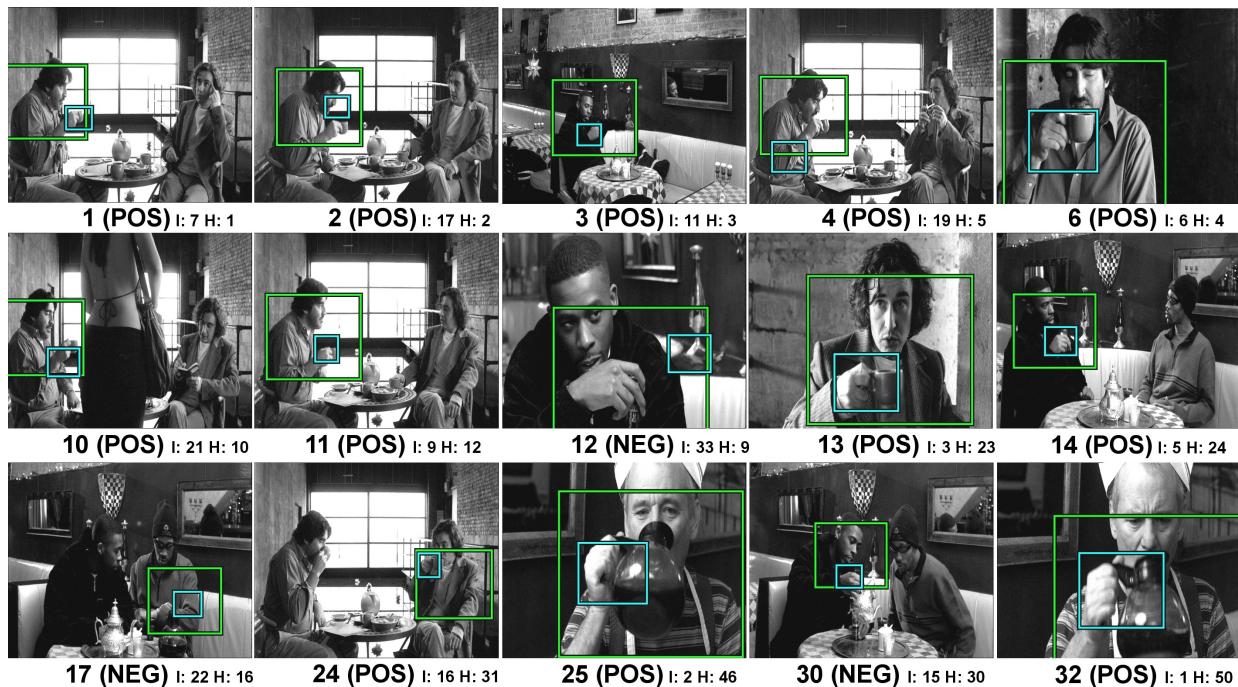 1 (POS) I: 7 H: 1
2 (POS) I: 17 H: 2
3 (POS) I: 11 H: 3
4 (POS) I: 19 H: 5
6 (POS) I: 6 H: 4
10 (POS) I: 21 H: 10
11 (POS) I: 9 H: 12
12 (NEG) I: 33 H: 9
13 (POS) I: 3 H: 23
14 (POS) I: 5 H: 24
17 (NEG) I: 22 H: 16
24 (POS) I: 16 H: 31
25 (POS) I: 2 H: 46
30 (NEG) I: 15 H: 30
32 (POS) I: 1 H: 50